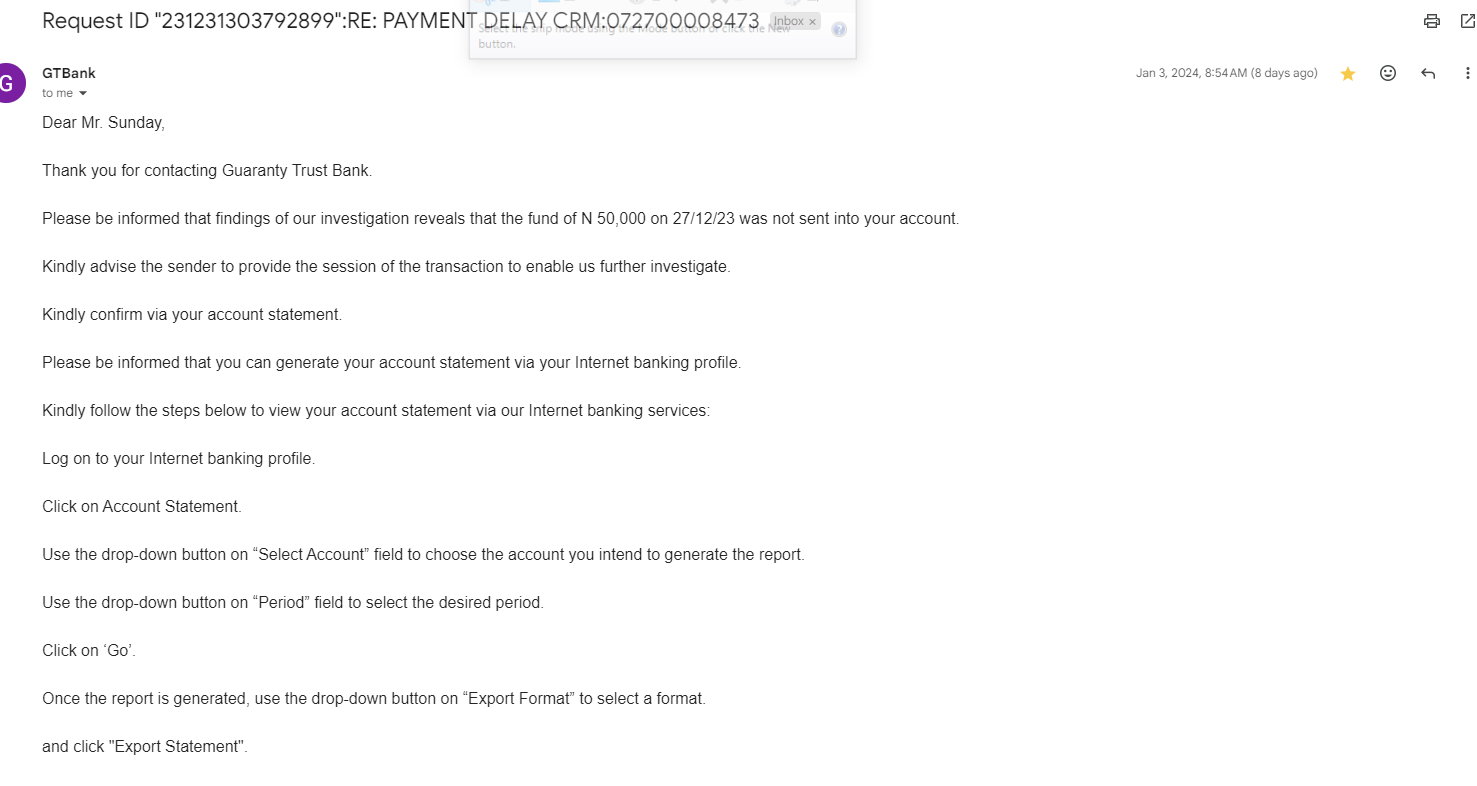 Request ID "231231303792899":RE: PAYMENT DELAY CRM:072700008473 Inbox ×
Select the snip mode using the Mode button or click the New
button.
GTBank
Jan 3, 2024, 8:54 AM (8 days ago)
to me
G
Dear Mr. Sunday,
Thank you for contacting Guaranty Trust Bank.
Please be informed that findings of our investigation reveals that the fund of N 50,000 on 27/12/23 was not sent into your account.
Kindly advise the sender to provide the session of the transaction to enable us further investigate.
Kindly confirm via your account statement.
Please be informed that you can generate your account statement via your Internet banking profile.
Kindly follow the steps below to view your account statement via our Internet banking services:
Log on to your Internet banking profile.
Click on Account Statement.
Use the drop-down button on “Select Account” field to choose the account you intend to generate the report.
Use the drop-down button on “Period” field to select the desired period.
Click on ‘Go’.
Once the report is generated, use the drop-down button on “Export Format” to select a format.
and click "Export Statement".